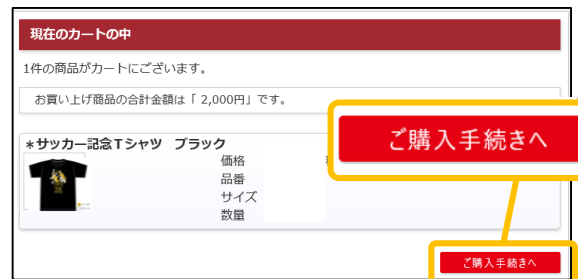 現在のカートの中
1件の商品がカートにございます。
お買い上げ商品の合計金額は「 2,000円」です。
ご購入手続きへ
*サッカー記念Tシャツ ブラック
価格
品番
サイズ
数量
ご購入手続きへ